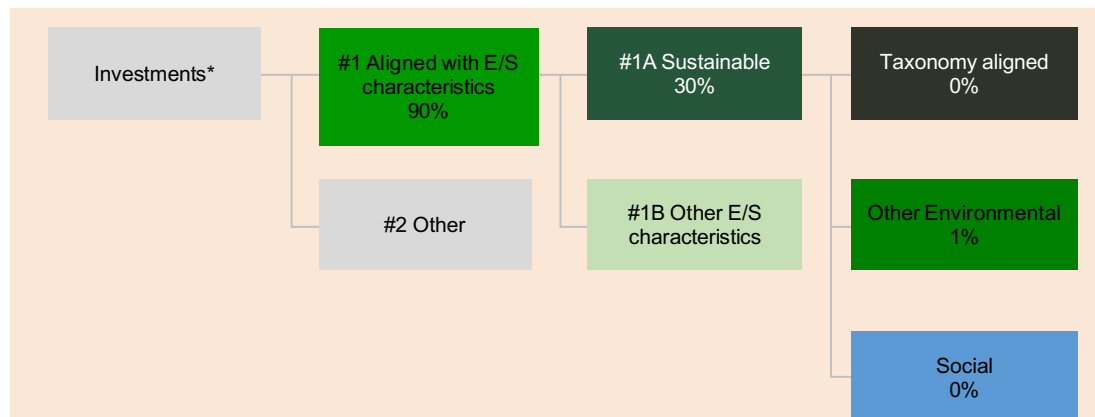 Investments*
#1 Aligned with E/S
characteristics
90%
#1A Sustainable
30%
Taxonomy aligned
0%
#2 Other
#1B Other E/S
characteristics
Other Environmental
1%
Social
0%